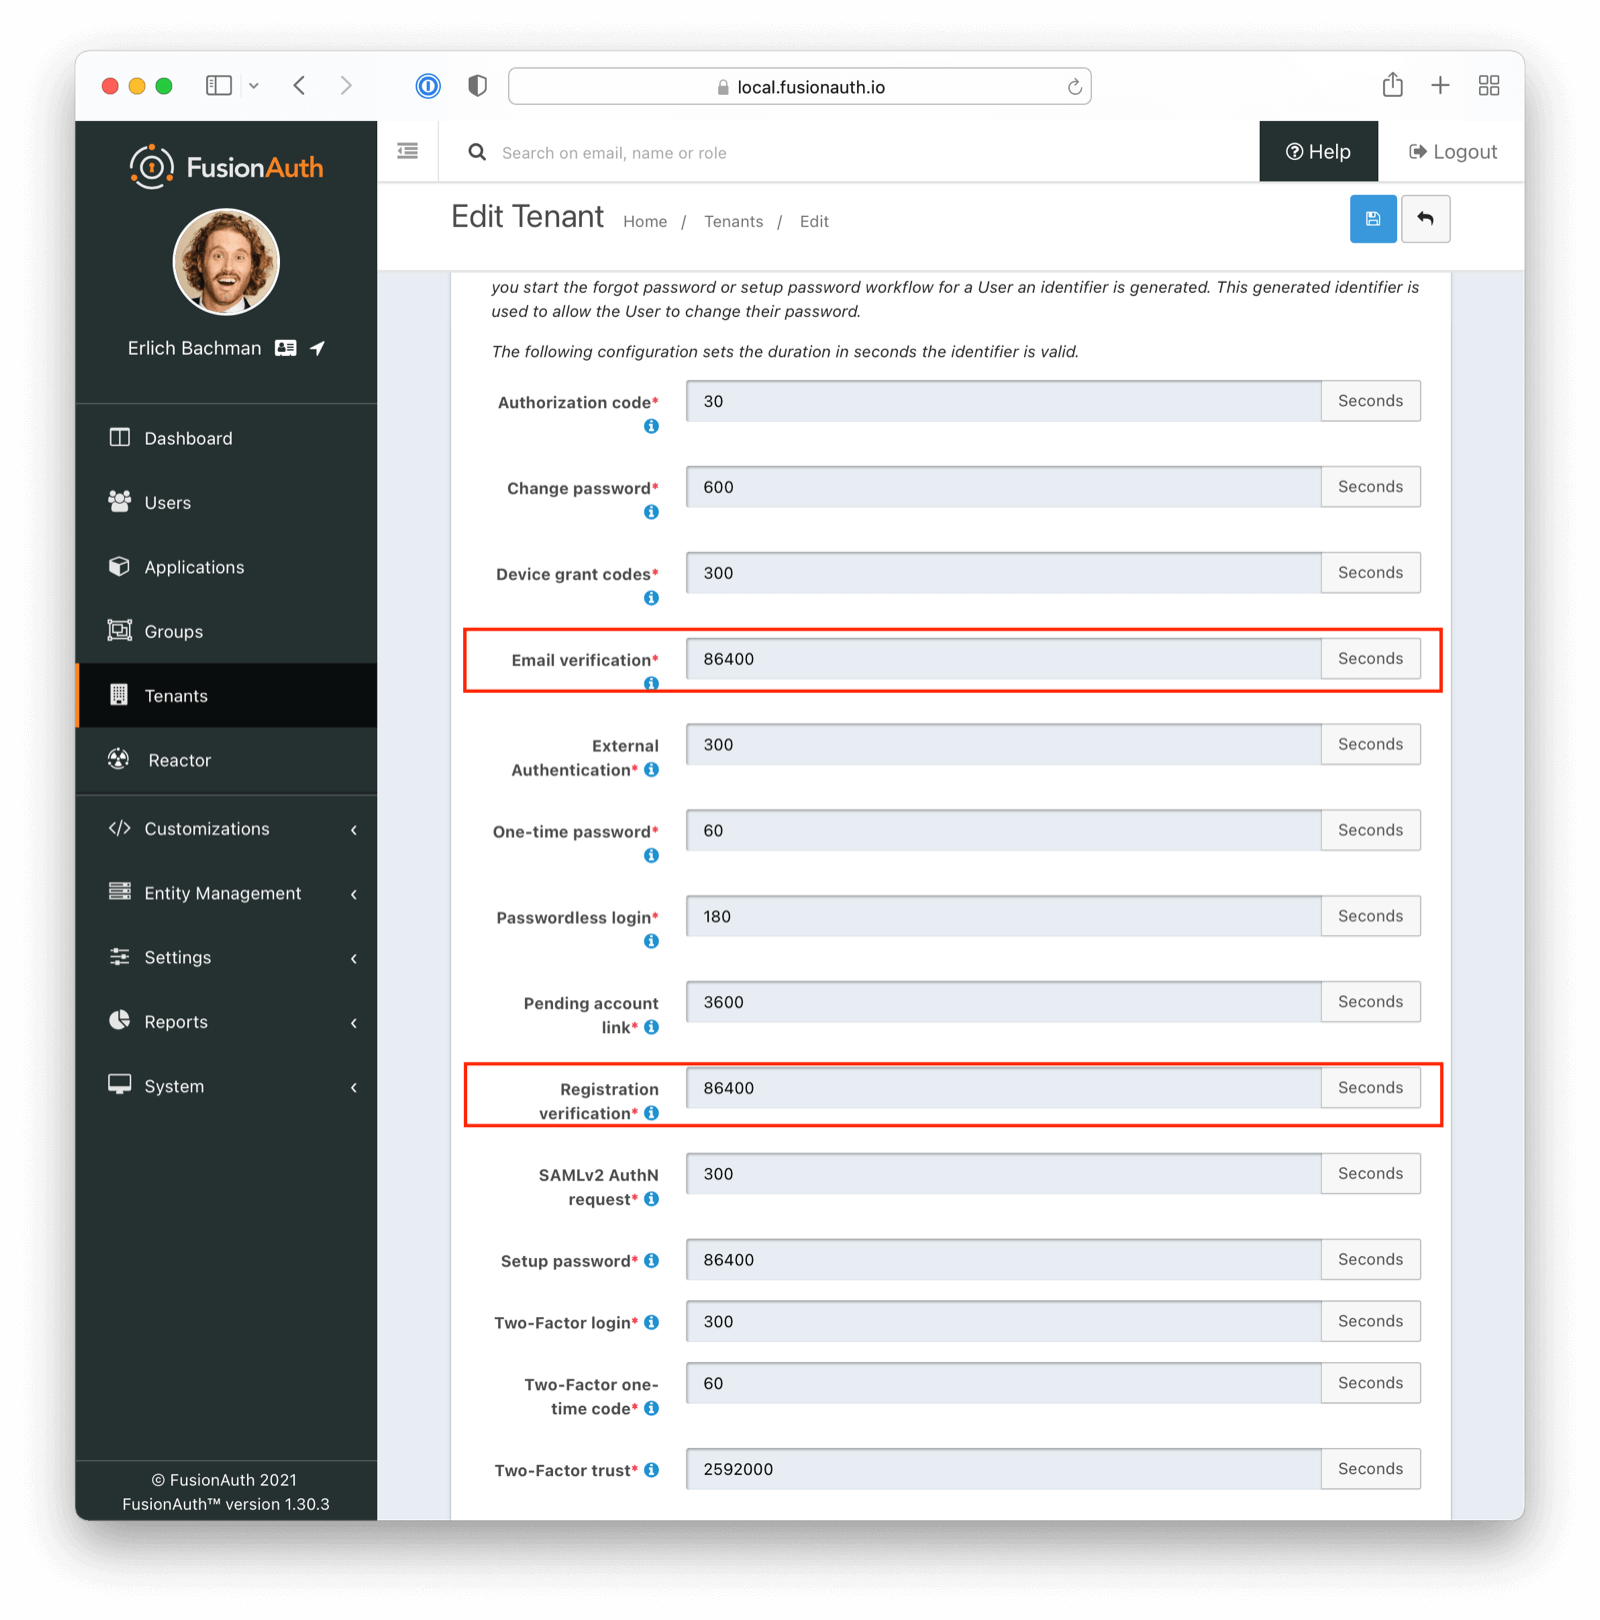 local.fusionauth.io
FusionAuth
Search on email, name or role
Help
Logout
Edit Tenant
Home / Tenants / Edit
Erlich Bachman
Dashboard
Users
Applications
Groups
Tenants
Reactor
Customizations
Entity Management
Settings
Reports
System
© FusionAuth 2021
FusionAuth™ version 1.30.3
you start the forgot password or setup password workflow for a User an identifier is generated. This generated identifier is
used to allow the User to change their password.
The following configuration sets the duration in seconds the identifier is valid.
Authorization code* 30 Seconds
Change password* 600 Seconds
Device grant codes* 300 Seconds
Email verification* 86400 Seconds
External 300 Seconds
Authentication*
One-time password* 60 Seconds
Passwordless login* 180 Seconds
Pending account 3600 Seconds
link*
Registration 86400 Seconds
verification*
SAMLv2 AuthN 300 Seconds
request*
Setup password* 86400 Seconds
Two-Factor login* 300 Seconds
Two-Factor one- 60 Seconds
time code*
Two-Factor trust* 2592000 Seconds